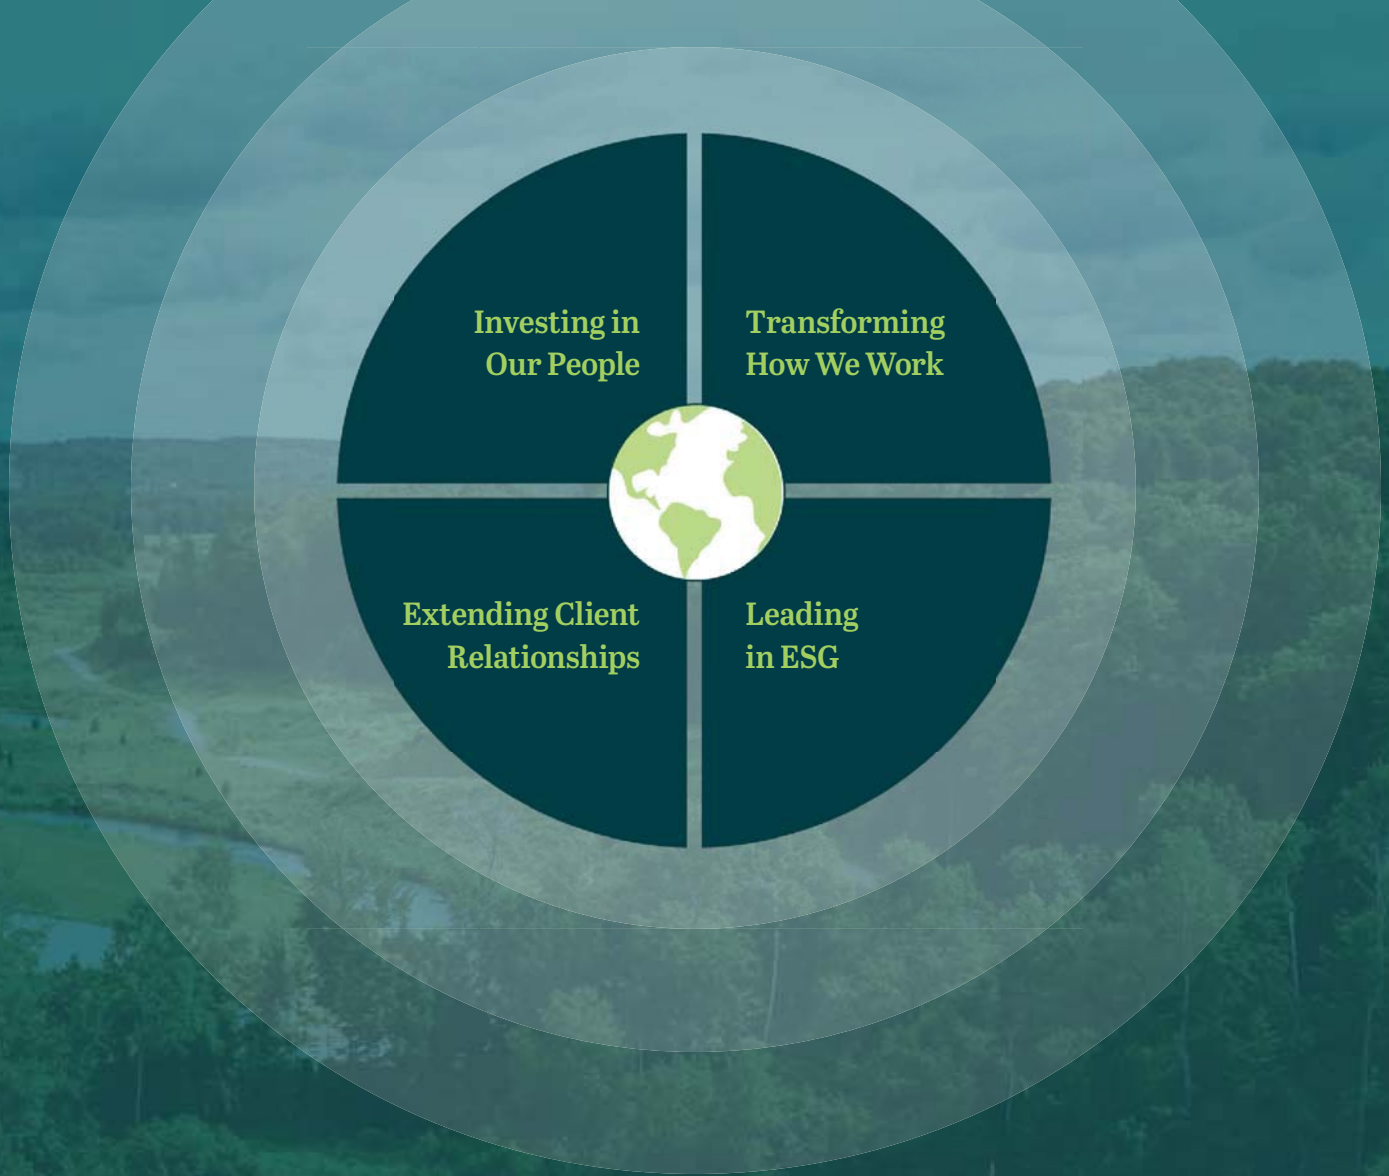 Investing in
Our People
Transforming
How We Work
Extending Client
Relationships
Leading
in ESG